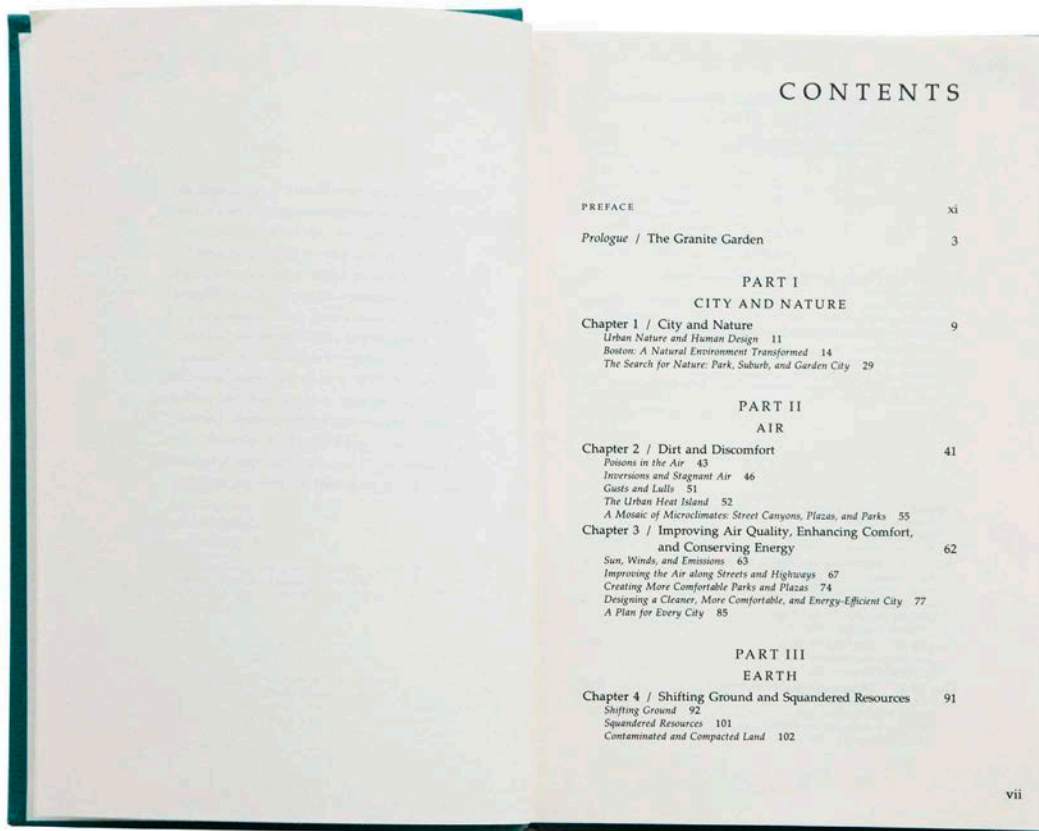 CONTENTS
PREFACE xi
Prologue / The Granite Garden 3
PART I
CITY AND NATURE
Chapter 1 / City and Nature 9
Urban Nature and Human Design 11
Boston: A Natural Environment Transformed 14
The Search for Nature: Park, Suburb, and Garden City 29
PART II
AIR
Chapter 2 / Dirt and Discomfort 41
Poisons in the Air 43
Inversions and Stagnant Air 46
Gusts and Lulls 51
The Urban Heat Island 52
A Mosaic of Microclimates: Street Canyons, Plazas, and Parks 55
Chapter 3 / Improving Air Quality, Enhancing Comfort,
and Conserving Energy 62
Sun, Winds, and Emissions 63
Improving the Air along Streets and Highways 67
Creating More Comfortable Parks and Plazas 74
Designing a Cleaner, More Comfortable, and Energy-Efficient City 77
A Plan for Every City 85
PART III
EARTH
Chapter 4 / Shifting Ground and Squandered Resources 91
Shifting Ground 92
Squandered Resources 101
Contaminated and Compacted Land 102
vii